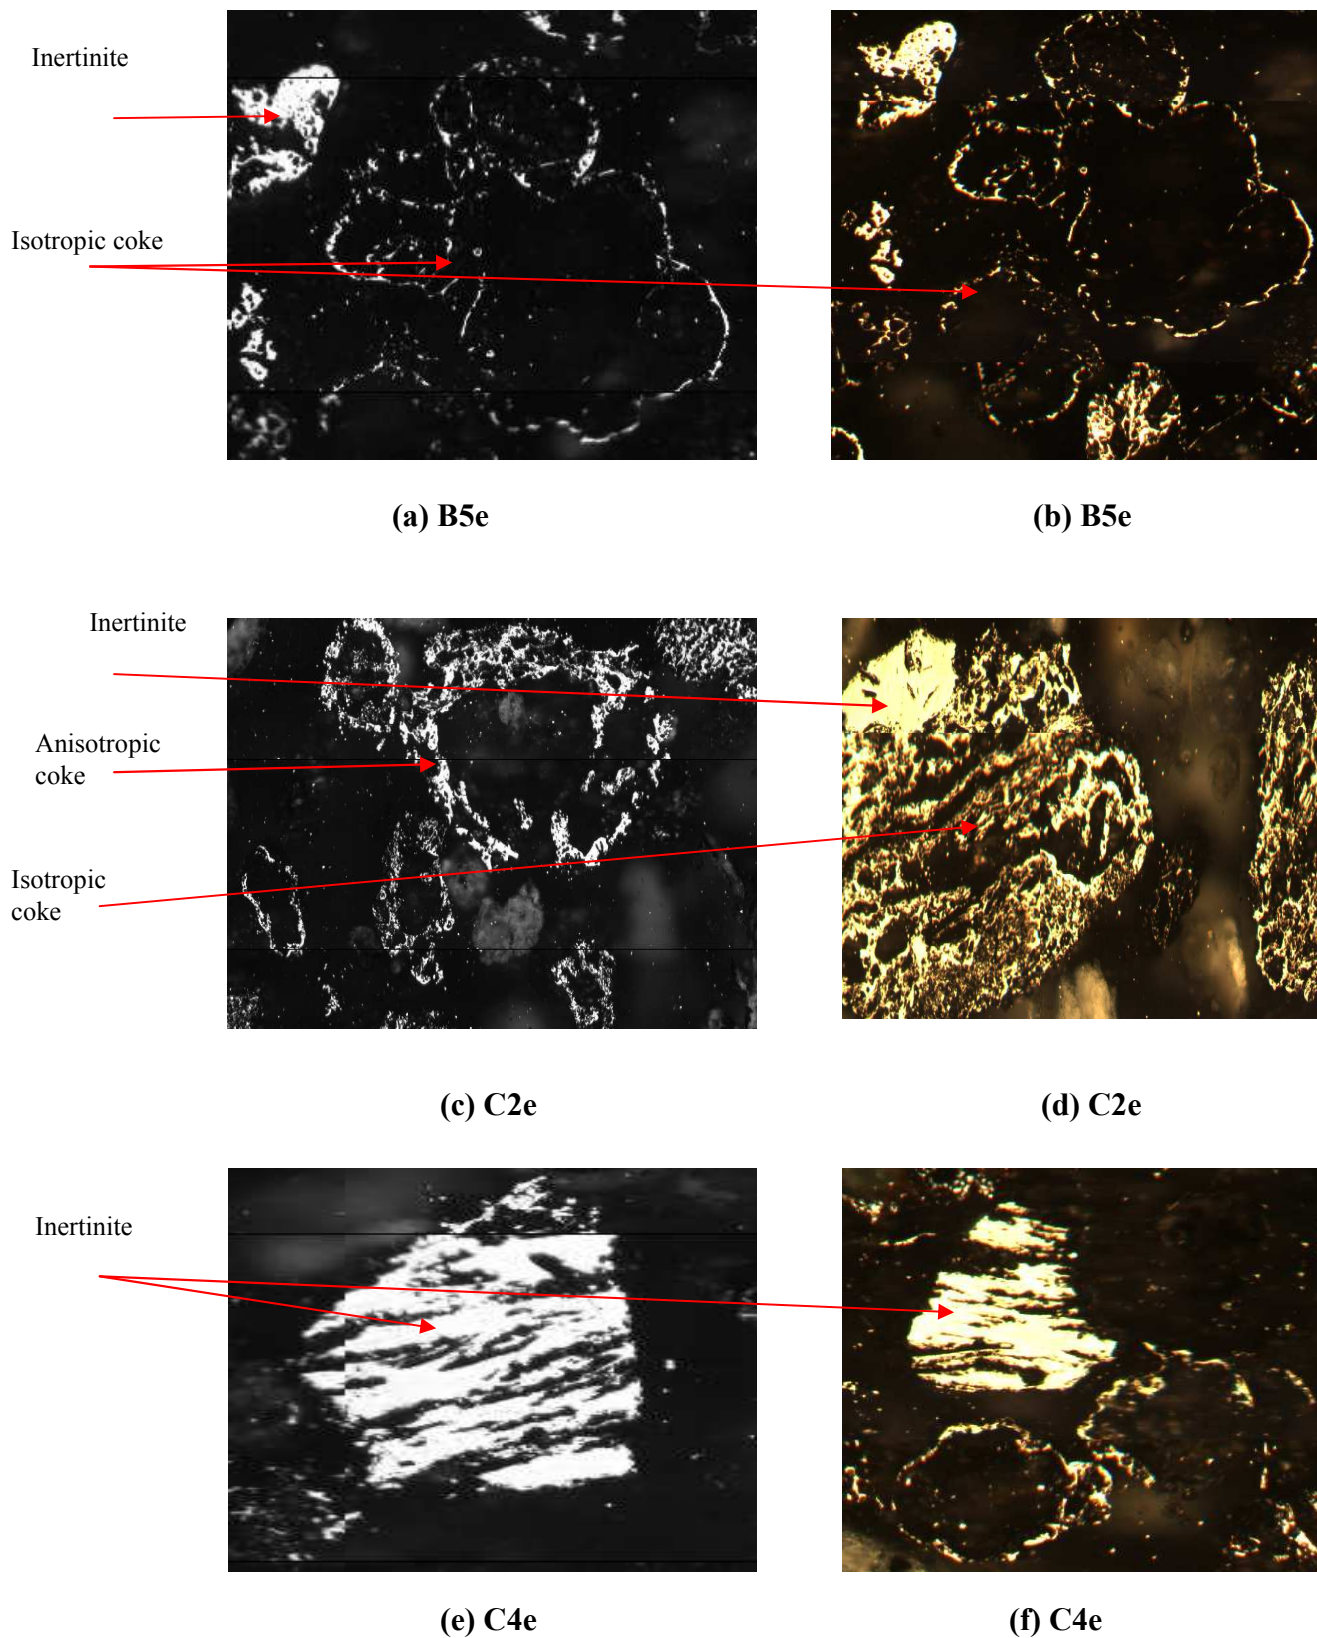 Inertinite
Isotropic coke
(a) B5e
(b) B5e
Inertinite
Anisotropic
coke
Isotropic
coke
(c) C2e
(d) C2e
Inertinite
(e) C4e
(f) C4e